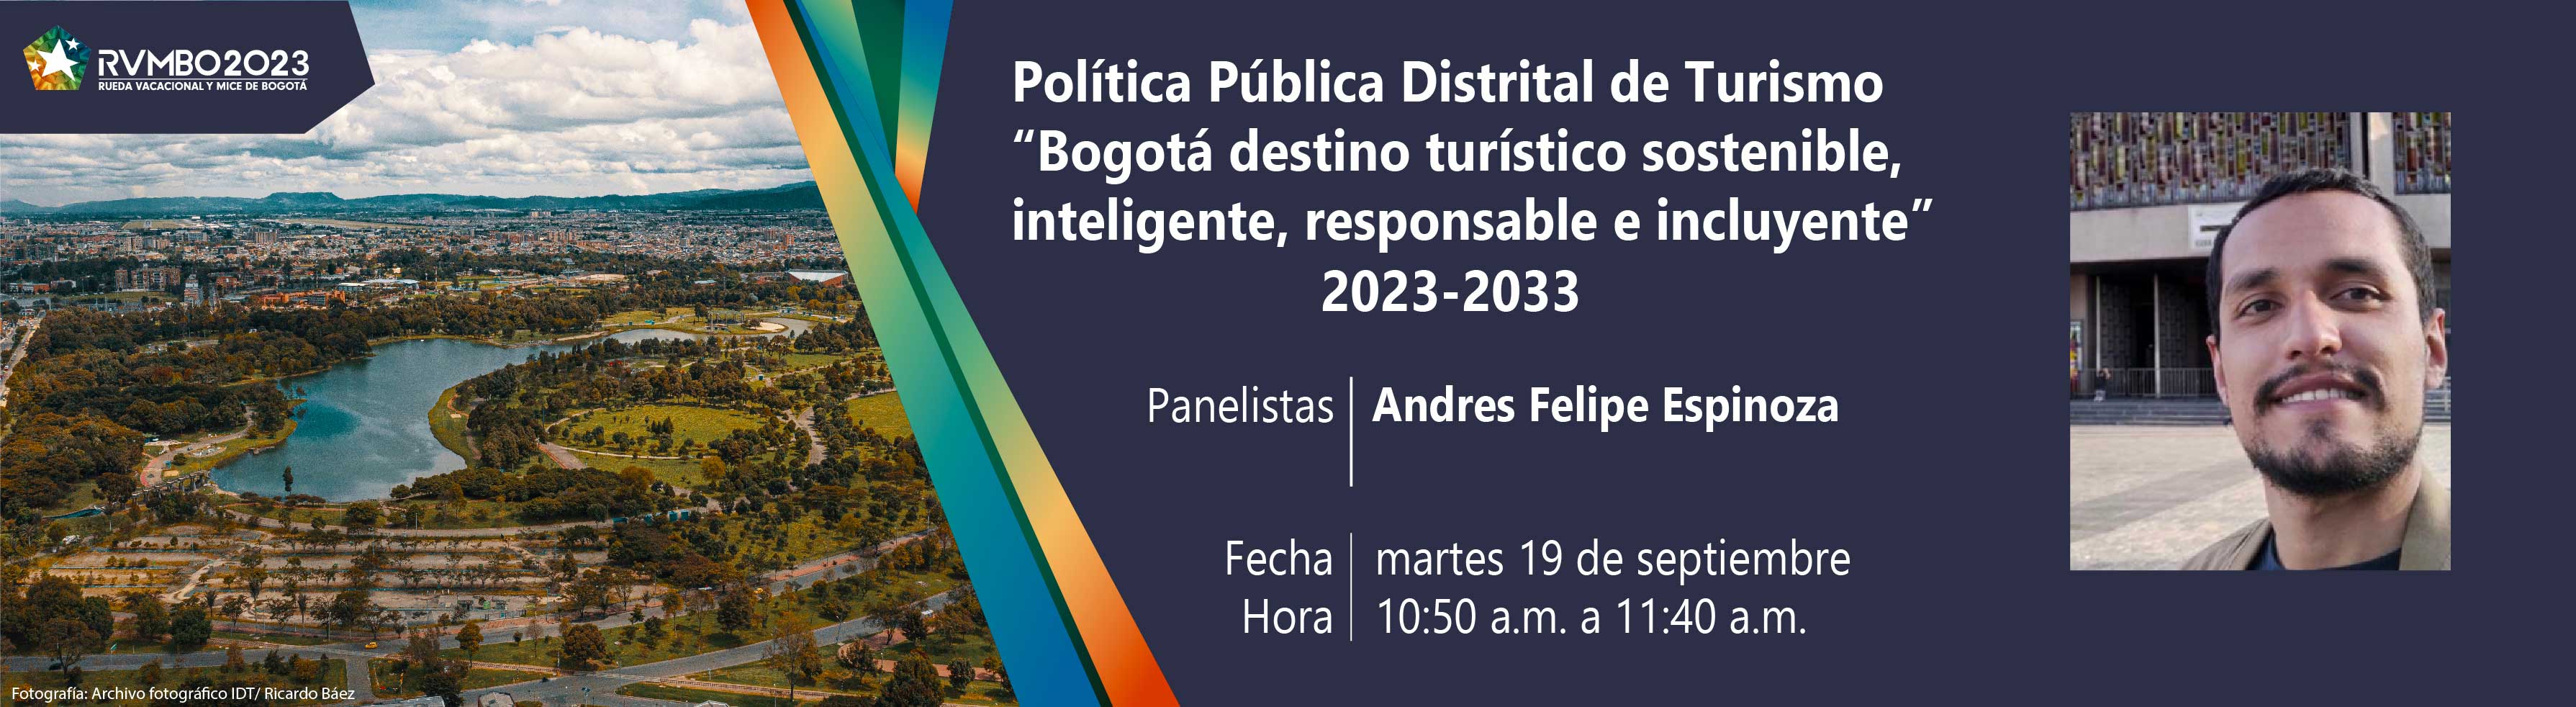 RVMBO2023
RUEDA VACACIONAL Y MICE DE BOGOTÁ
Política Pública Distrital de Turismo
“Bogotá destino turístico sostenible,
inteligente, responsable e incluyente”
2023-2033
Panelistas Andres Felipe Espinoza
Fecha martes 19 de septiembre
Hora 10:50 a.m. a 11:40 a.m.
Fotografía: Archivo fotográfico IDT/ Ricardo Báez